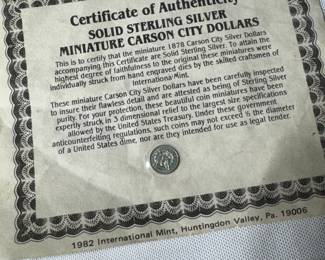 Certificate of Authenticity
SOLID STERLING SILVER
MINIATURE CARSON CITY DOLLARS
This is to certify that the miniature 1878 Carson City Silver Dollars
accompanying this Certificate are Solid Sterling Silver. To attain the
highest degree of faithfulness to the original these miniatures were
individually struck from hand engraved dies by the skilled craftsmen of
International Mint.
These miniature Carson City Silver Dollars have been carefully inspected
to insure their flawless detail and are attested as being of Sterling Silver
purity. For your protection, these beautiful coin miniatures have been
expertly struck in 3 dimensional relief to the largest size specifications
allowed by the United States Treasury. Under these government
anticounterfeiting regulations, such coins may not exceed ½ the diameter
of a United States dime, nor are they intended for use as legal tender.
1982 International Mint, Huntingdon Valley, Pa. 19006